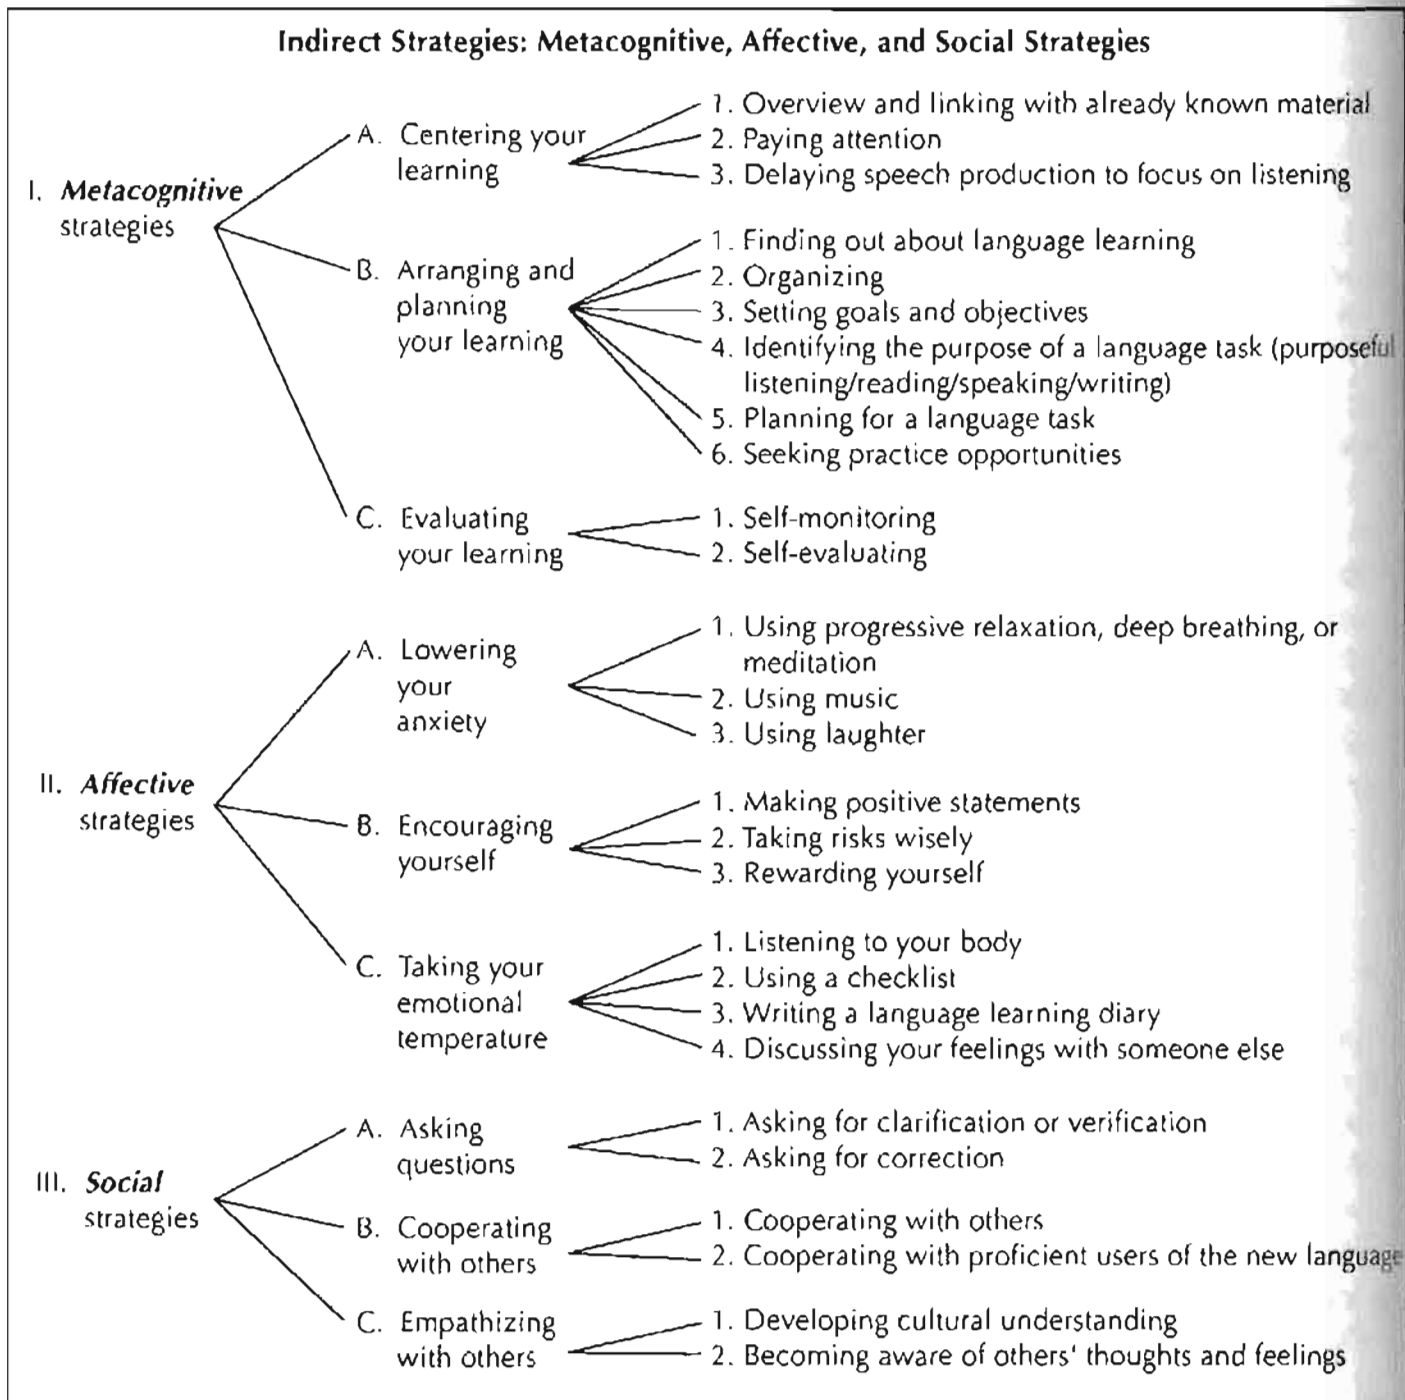 Indirect Strategies: Metacognitive, Affective, and Social Strategies
I. Metacognitive
strategies
A. Centering your
learning
1. Overview and linking with already known material
2. Paying attention
3. Delaying speech production to focus on listening
B. Arranging and
planning
your learning
1. Finding out about language learning
2. Organizing
3. Setting goals and objectives
4. Identifying the purpose of a language task (purposeful
listening/reading/speaking/writing)
5. Planning for a language task
6. Seeking practice opportunities
C. Evaluating
your learning
1. Self-monitoring
2. Self-evaluating
II. Affective
strategies
A. Lowering
your
anxiety
1. Using progressive relaxation, deep breathing, or
meditation
2. Using music
3. Using laughter
B. Encouraging
yourself
1. Making positive statements
2. Taking risks wisely
3. Rewarding yourself
C. Taking your
emotional
temperature
1. Listening to your body
2. Using a checklist
3. Writing a language learning diary
4. Discussing your feelings with someone else
III. Social
strategies
A. Asking
questions
1. Asking for clarification or verification
2. Asking for correction
B. Cooperating
with others
1. Cooperating with others
2. Cooperating with proficient users of the new language
C. Empathizing
with others
1. Developing cultural understanding
2. Becoming aware of others' thoughts and feelings